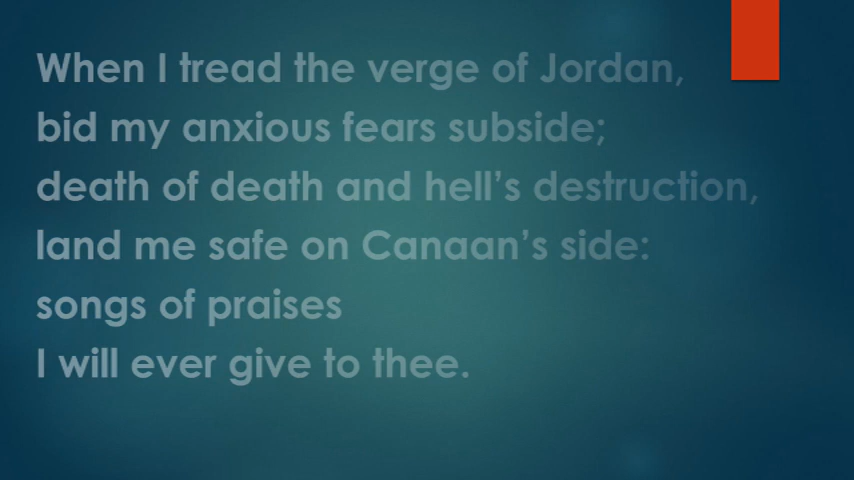 When I tread the verge of Jordan,
bid my anxious fears subside;
death of death and hell’s destruction,
land me safe on Canaan’s side:
songs of praises
I will ever give to thee.